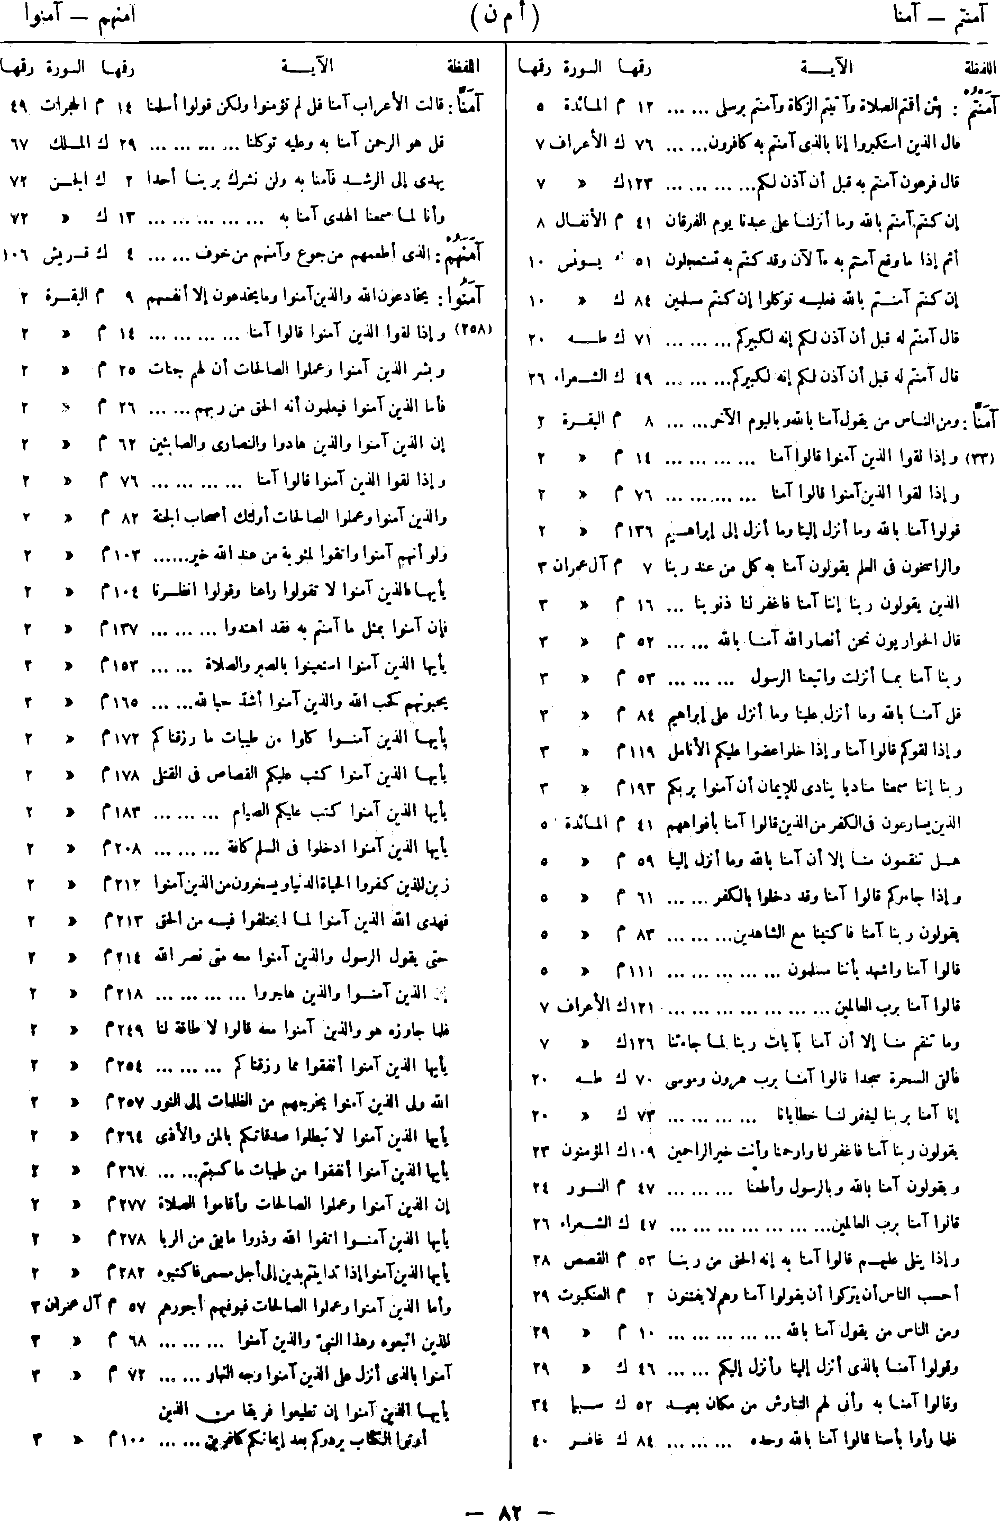 آمنتم — آمنا
( أ م ن )
آمنهم — آمنوا
اللفظة الآيــة رقمها السورة رقمها
آمَنْتُمْ : لئن أقمتم الصلاة وآتيتم الزكاة وآمنتم برسلى ... ... ١٢ م المائدة ٥
قال الذين استكبروا إنا بالذى آمنتم به كافرون... ... ٧٦ ك الأعراف ٧
قال فرعون آمنتم به قبل أن آذن لكم... ... ... ... ١٢٣ ك » ٧
إن كنتم آمنتم بالله وما أنزلنا على عبدنا يوم الفرقان ٤١ م الأنفال ٨
أثم إذا ما وقع آمنتم به ءآلآن وقد كنتم به تستعجلون ٥١ ك يونس ١٠
إن كنتم آمنتم بالله فعليه توكلوا إن كنتم مسلمين ٨٤ ك » ١٠
قال آمنتم له قبل أن آذن لكم إنه لكبيركم ... ... ... ٧١ ك طه ٢٠
قال آمنتم له قبل أن آذن لكم إنه لكبيركم... ... ... ٤٩ ك الشعراء ٢٦
آمَنَّا : ومن الناس من يقول آمنا بالله وباليوم الآخر... ... ٨ م البقرة ٢
(٣٣) وإذا لقوا الذين آمنوا قالوا آمنا ... ... ... ... ١٤ م » ٢
وإذا لقوا الذين آمنوا قالوا آمنا ... ... ... ... ٧٦ م » ٢
قولوا آمنا بالله وما أنزل إلينا وما أنزل إلى إبراهيم ١٣٦ م » ٢
والراسخون فى العلم يقولون آمنا به كل من عند ربنا ٧ م آل عمران ٣
الذين يقولون ربنا إننا آمنا فاغفر لنا ذنوبنا ... ١٦ م » ٣
قال الحواريون نحن أنصار الله آمنا بالله ... ... ٥٢ م » ٣
ربنا آمنا بما أنزلت واتبعنا الرسول ... ... ... ٥٣ م » ٣
قل آمنا بالله وما أنزل علينا وما أنزل على إبراهيم ٨٤ م » ٣
وإذا لقوكم قالوا آمنا وإذا خلوا عضوا عليكم الأنامل ١١٩ م » ٣
ربنا إننا سمعنا مناديا ينادى للإيمان أن آمنوا بربكم ١٩٣ م » ٣
الذين يسارعون فى الكفر من الذين قالوا آمنا بأفواههم ٤١ م المائدة ٥
هل تنقمون منا إلا أن آمنا بالله وما أنزل إلينا ٥٩ م » ٥
وإذا جاءوكم قالوا آمنا وقد دخلوا بالكفر ... ... ٦١ م » ٥
يقولون ربنا آمنا فاكتبنا مع الشاهدين... ... ... ٨٣ م » ٥
قالوا آمنا واشهد بأننا مسلمون ... ... ... ... ١١١ م » ٥
قالوا آمنا برب العالمين... ... ... ... ... ... ١٢١ ك الأعراف ٧
وما تنقم منا إلا أن آمنا بآيات ربنا لما جاءتنا ١٢٦ ك » ٧
فألقى السحرة سجدا قالوا آمنا برب هرون وموسى ٧٠ ك طه ٢٠
إنا آمنا بربنا ليغفر لنا خطايانا ... ... ... ... ٧٣ ك » ٢٠
يقولون ربنا آمنا فاغفر لنا وارحمنا وأنت خير الراحمين ١٠٩ ك المؤمنون ٢٣
ويقولون آمنا بالله وبالرسول وأطعنا ... ... ... ٤٧ م النور ٢٤
قالوا آمنا برب العالمين... ... ... ... ... ... ٤٧ ك الشعراء ٢٦
وإذا يتلى عليهم قالوا آمنا به إنه الحق من ربنا ٥٣ م القصص ٢٨
أحسب الناس أن يتركوا أن يقولوا آمنا وهم لا يفتنون ٢ م العنكبوت ٢٩
ومن الناس من يقول آمنا بالله ... ... ... ... ١٠ م » ٢٩
وقولوا آمنا بالذى أنزل إلينا وأنزل إليكم ... ... ٤٦ ك » ٢٩
وقالوا آمنا به وأنى لهم التناوش من مكان بعيد ٥٢ ك سبأ ٣٤
فلما رأوا بأسنا قالوا آمنا بالله وحده ... ... ... ٨٤ ك غافر ٤٠
اللفظة الآيــة رقمها السورة رقمها
آمَنَّا : قالت الأعراب آمنا قل لم تؤمنوا ولكن قولوا أسلمنا ١٤ م الحجرات ٤٩
قل هو الرحمن آمنا به وعليه توكلنا ... ... ... ... ٢٩ ك الملك ٦٧
يهدى إلى الرشد فآمنا به ولن نشرك بربنا أحدا ٢ ك الجن ٧٢
وأنا لما سمعنا الهدى آمنا به ... ... ... ... ... ١٣ ك » ٧٢
آمَنَهُمْ : الذى أطعمهم من جوع وآمنهم من خوف ... ... ٤ ك قريش ١٠٦
آمَنُوا : يخادعون الله والذين آمنوا وما يخدعون إلا أنفسهم ٩ م البقرة ٢
(٢٥٨) وإذا لقوا الذين آمنوا قالوا آمنا ... ... ... ... ١٤ م » ٢
وبشر الذين آمنوا وعملوا الصالحات أن لهم جنات ٢٥ م » ٢
فأما الذين آمنوا فيعلمون أنه الحق من ربهم ... ... ٢٦ م » ٢
إن الذين آمنوا والذين هادوا والنصارى والصابئين ٦٢ م » ٢
وإذا لقوا الذين آمنوا قالوا آمنا ... ... ... ... ٧٦ م » ٢
والذين آمنوا وعملوا الصالحات أولئك أصحاب الجنة ٨٢ م » ٢
ولو أنهم آمنوا واتقوا لمثوبة من عند الله خير...... ١٠٣ م » ٢
يأيها الذين آمنوا لا تقولوا راعنا وقولوا انظرنا ١٠٤ م » ٢
فإن آمنوا بمثل ما آمنتم به فقد اهتدوا ... ... ... ١٣٧ م » ٢
يأيها الذين آمنوا استعينوا بالصبر والصلاة ... ... ١٥٣ م » ٢
يحبونهم كحب الله والذين آمنوا أشد حبا لله... ... ١٦٥ م » ٢
يأيها الذين آمنوا كلوا من طيبات ما رزقناكم ١٧٢ م » ٢
يأيها الذين آمنوا كتب عليكم القصاص فى القتلى ١٧٨ م » ٢
يأيها الذين آمنوا كتب عليكم الصيام ... ... ... ١٨٣ م » ٢
يأيها الذين آمنوا ادخلوا فى السلم كافة ... ... ... ٢٠٨ م » ٢
زين للذين كفروا الحياة الدنيا ويسخرون من الذين آمنوا ٢١٢ م » ٢
فهدى الله الذين آمنوا لما اختلفوا فيه من الحق ٢١٣ م » ٢
حتى يقول الرسول والذين آمنوا معه متى نصر الله ٢١٤ م » ٢
إن الذين آمنوا والذين هاجروا ... ... ... ... ٢١٨ م » ٢
فلما جاوزه هو والذين آمنوا معه قالوا لا طاقة لنا ٢٤٩ م » ٢
يأيها الذين آمنوا أنفقوا مما رزقناكم ... ... ... ٢٥٤ م » ٢
الله ولى الذين آمنوا يخرجهم من الظلمات إلى النور ٢٥٧ م » ٢
يأيها الذين آمنوا لا تبطلوا صدقاتكم بالمن والأذى ٢٦٤ م » ٢
يأيها الذين آمنوا أنفقوا من طيبات ما كسبتم... ... ٢٦٧ م » ٢
إن الذين آمنوا وعملوا الصالحات وأقاموا الصلاة ٢٧٧ م » ٢
يأيها الذين آمنوا اتقوا الله وذروا ما بقى من الربا ٢٧٨ م » ٢
يأيها الذين آمنوا إذا تداينتم بدين إلى أجل مسمى فاكتبوه ٢٨٢ م » ٢
وأما الذين آمنوا وعملوا الصالحات فيوفيهم أجورهم ٥٧ م آل عمران ٣
للذين اتبعوه وهذا النبى والذين آمنوا ... ... ... ٦٨ م » ٣
آمنوا بالذى أنزل على الذين آمنوا وجه النهار ... ... ٧٢ م » ٣
يأيها الذين آمنوا إن تطيعوا فريقا من الذين
أوتوا الكتاب يردوكم بعد إيمانكم كافرين ... ... ١٠٠ م » ٣
— ٨٢ —